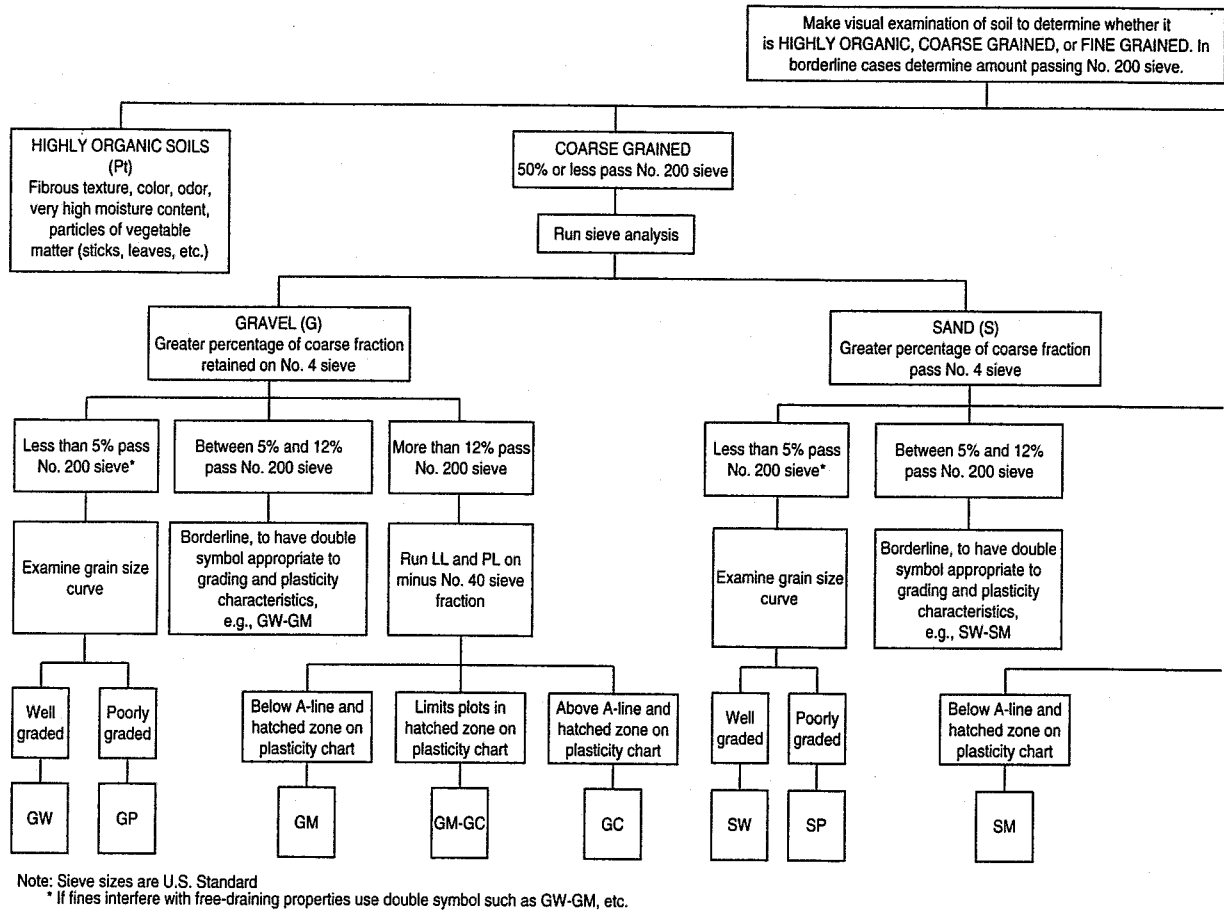 Make visual examination of soil to determine whether it
is HIGHLY ORGANIC, COARSE GRAINED, or FINE GRAINED. In
borderline cases determine amount passing No. 200 sieve.
HIGHLY ORGANIC SOILS
(Pt)
Fibrous texture, color, odor,
very high moisture content,
particles of vegetable
matter (sticks, leaves, etc.)
COARSE GRAINED
50% or less pass No. 200 sieve
Run sieve analysis
GRAVEL (G)
Greater percentage of coarse fraction
retained on No. 4 sieve
SAND (S)
Greater percentage of coarse fraction
pass No. 4 sieve
Less than 5% pass
No. 200 sieve*
Between 5% and 12%
pass No. 200 sieve
More than 12% pass
No. 200 sieve
Less than 5% pass
No. 200 sieve*
Between 5% and 12%
pass No. 200 sieve
Examine grain size
curve
Borderline, to have double
symbol appropriate to
grading and plasticity
characteristics,
e.g., GW-GM
Run LL and PL on
minus No. 40 sieve
fraction
Examine grain size
curve
Borderline, to have double
symbol appropriate to
grading and plasticity
characteristics,
e.g., SW-SM
Well
graded
Poorly
graded
Below A-line and
hatched zone on
plasticity chart
Limits plots in
hatched zone on
plasticity chart
Above A-line and
hatched zone on
plasticity chart
Well
graded
Poorly
graded
Below A-line and
hatched zone on
plasticity chart
GW
GP
GM
GM-GC
GC
SW
SP
SM
Note: Sieve sizes are U.S. Standard
* If fines interfere with free-draining properties use double symbol such as GW-GM, etc.